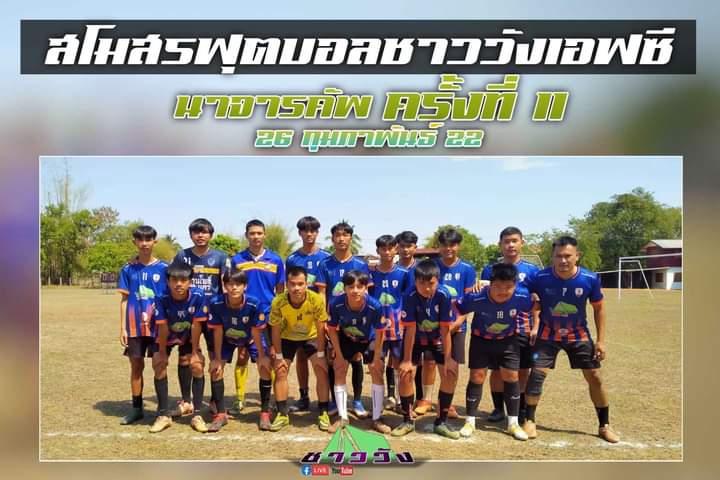 สโมสรฟุตบอลชาววังเอฟซี
นาจารคัพ ครั้งที่ 11
26 กุมภาพันธ์ 22
ชาววัง
LIVE YouTube